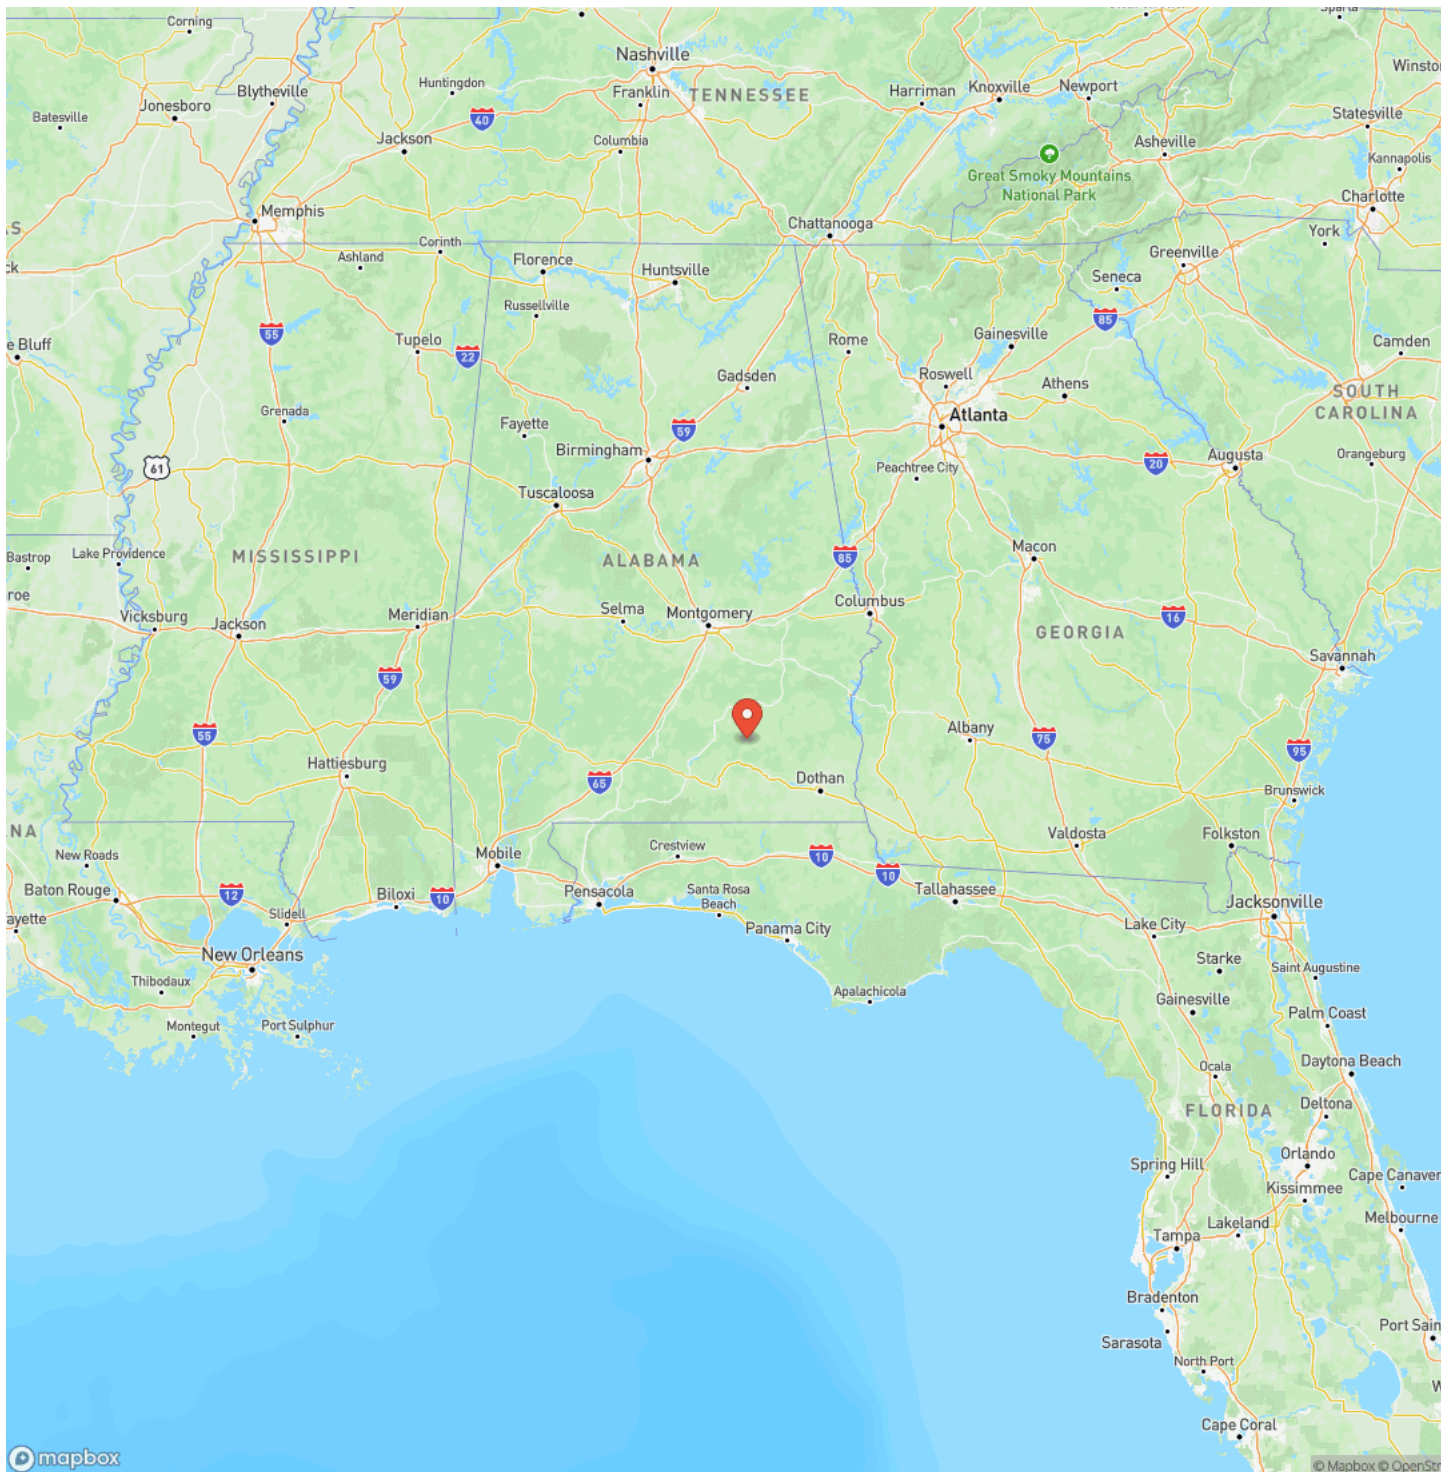 Corning
Sparta
Nashville
Winsto
Huntingdon
Harriman
Knoxville
Newport
Blytheville
Franklin
TENNESSEE
Jonesboro
Batesville
40
Statesville
Jackson
Columbia
Asheville
Kannapolis
Great Smoky Mountains
National Park
Charlotte
Memphis
Chattanooga
AS
York
Corinth
Greenville
Ashland
Florence
ck
Huntsville
Seneca
Russellville
85
55
Gainesville
Tupelo
Rome
Camden
e Bluff
22
Roswell
Gadsden
Athens
SOUTH
CAROLINA
Grenada
Atlanta
Fayette
59
Birmingham
Augusta
Orangeburg
61
Peachtree City
20
Tuscaloosa
Macon
Bastrop
Lake Providence
MISSISSIPPI
ALABAMA
85
roe
Columbus
Selma
Montgomery
Vicksburg
Jackson
Meridian
16
GEORGIA
Savannah
59
Albany
55
75
95
Hattiesburg
Dothan
65
Brunswick
NA
Valdosta
Folkston
Crestview
New Roads
Mobile
10
10
Baton Rouge
12
Biloxi
10
Pensacola
Santa Rosa
Beach
Tallahassee
Jacksonville
ayette
Slidell
Panama City
Lake City
New Orleans
Starke
Saint Augustine
Thibodaux
Apalachicola
Gainesville
Palm Coast
Montegut
Port Sulphur
Ocala
Daytona Beach
FLORIDA
Deltona
Orlando
Spring Hill
Cape Canaver
Kissimmee
Lakeland
Melbourne
Tampa
Bradenton
Port Sain
Sarasota
North Port
W
Cape Coral
mapbox
© Mapbox © OpenStr